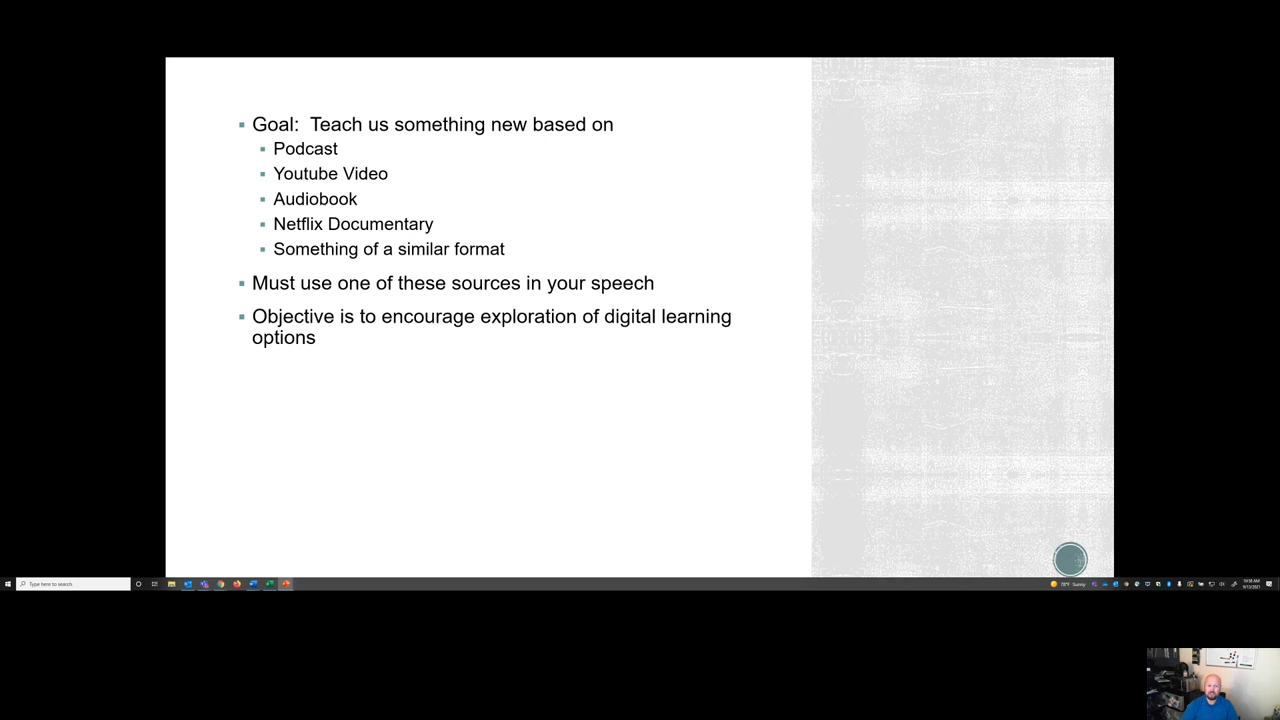 Goal:  Teach us something new based on
Podcast
Youtube Video
Audiobook
Netflix Documentary
Something of a similar format
Must use one of these sources in your speech
Objective is to encourage exploration of digital learning
options
Type here to search
Sunny